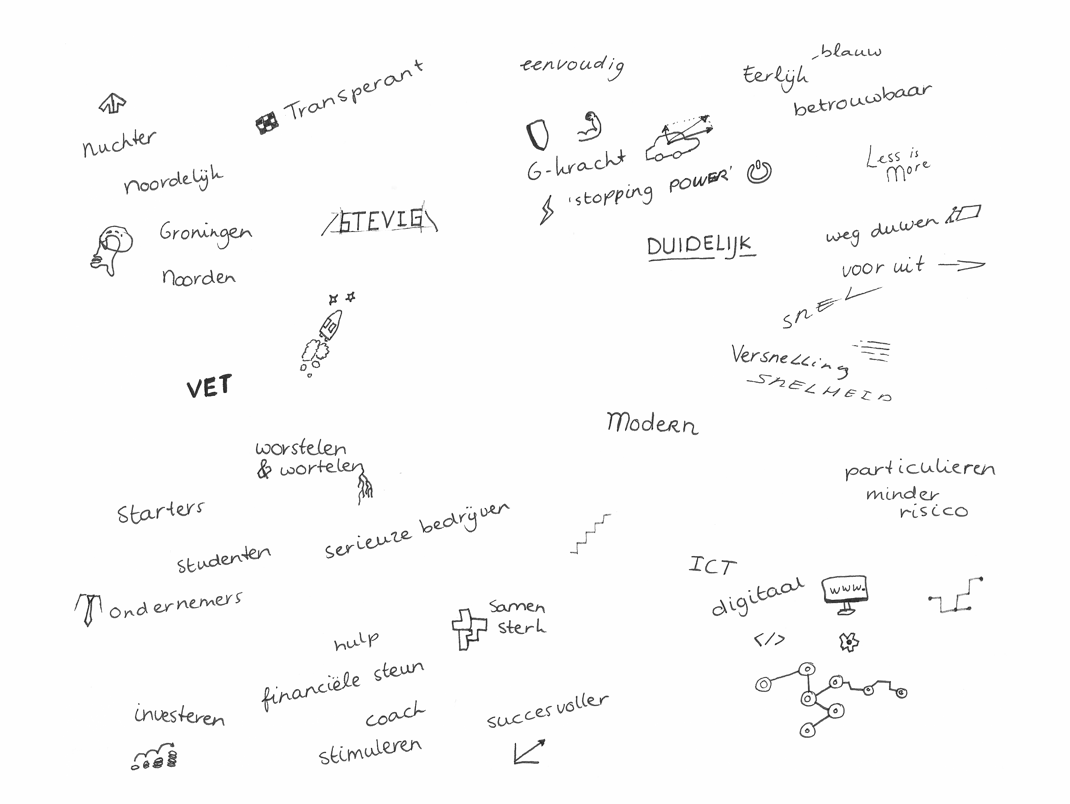 Nuchter
noordelijk
Groningen
Noorden
Transperant
STEVIG
VET
eenvoudig
G-kracht
'stopping POWER'
DUIDELIJK
Eerlijk
-blauw
betrouwbaar
Less is
More
weg duwen
voor uit
SNEL
Versnelling
SNELHEID
Modern
worstelen
& wortelen
Starters
studenten
ondernemers
serieuze bedrijven
hulp
financiële steun
investeren
coach
stimuleren
samen
sterk
succesvoller
particulieren
minder
risico
ICT
digitaal
www.
</>